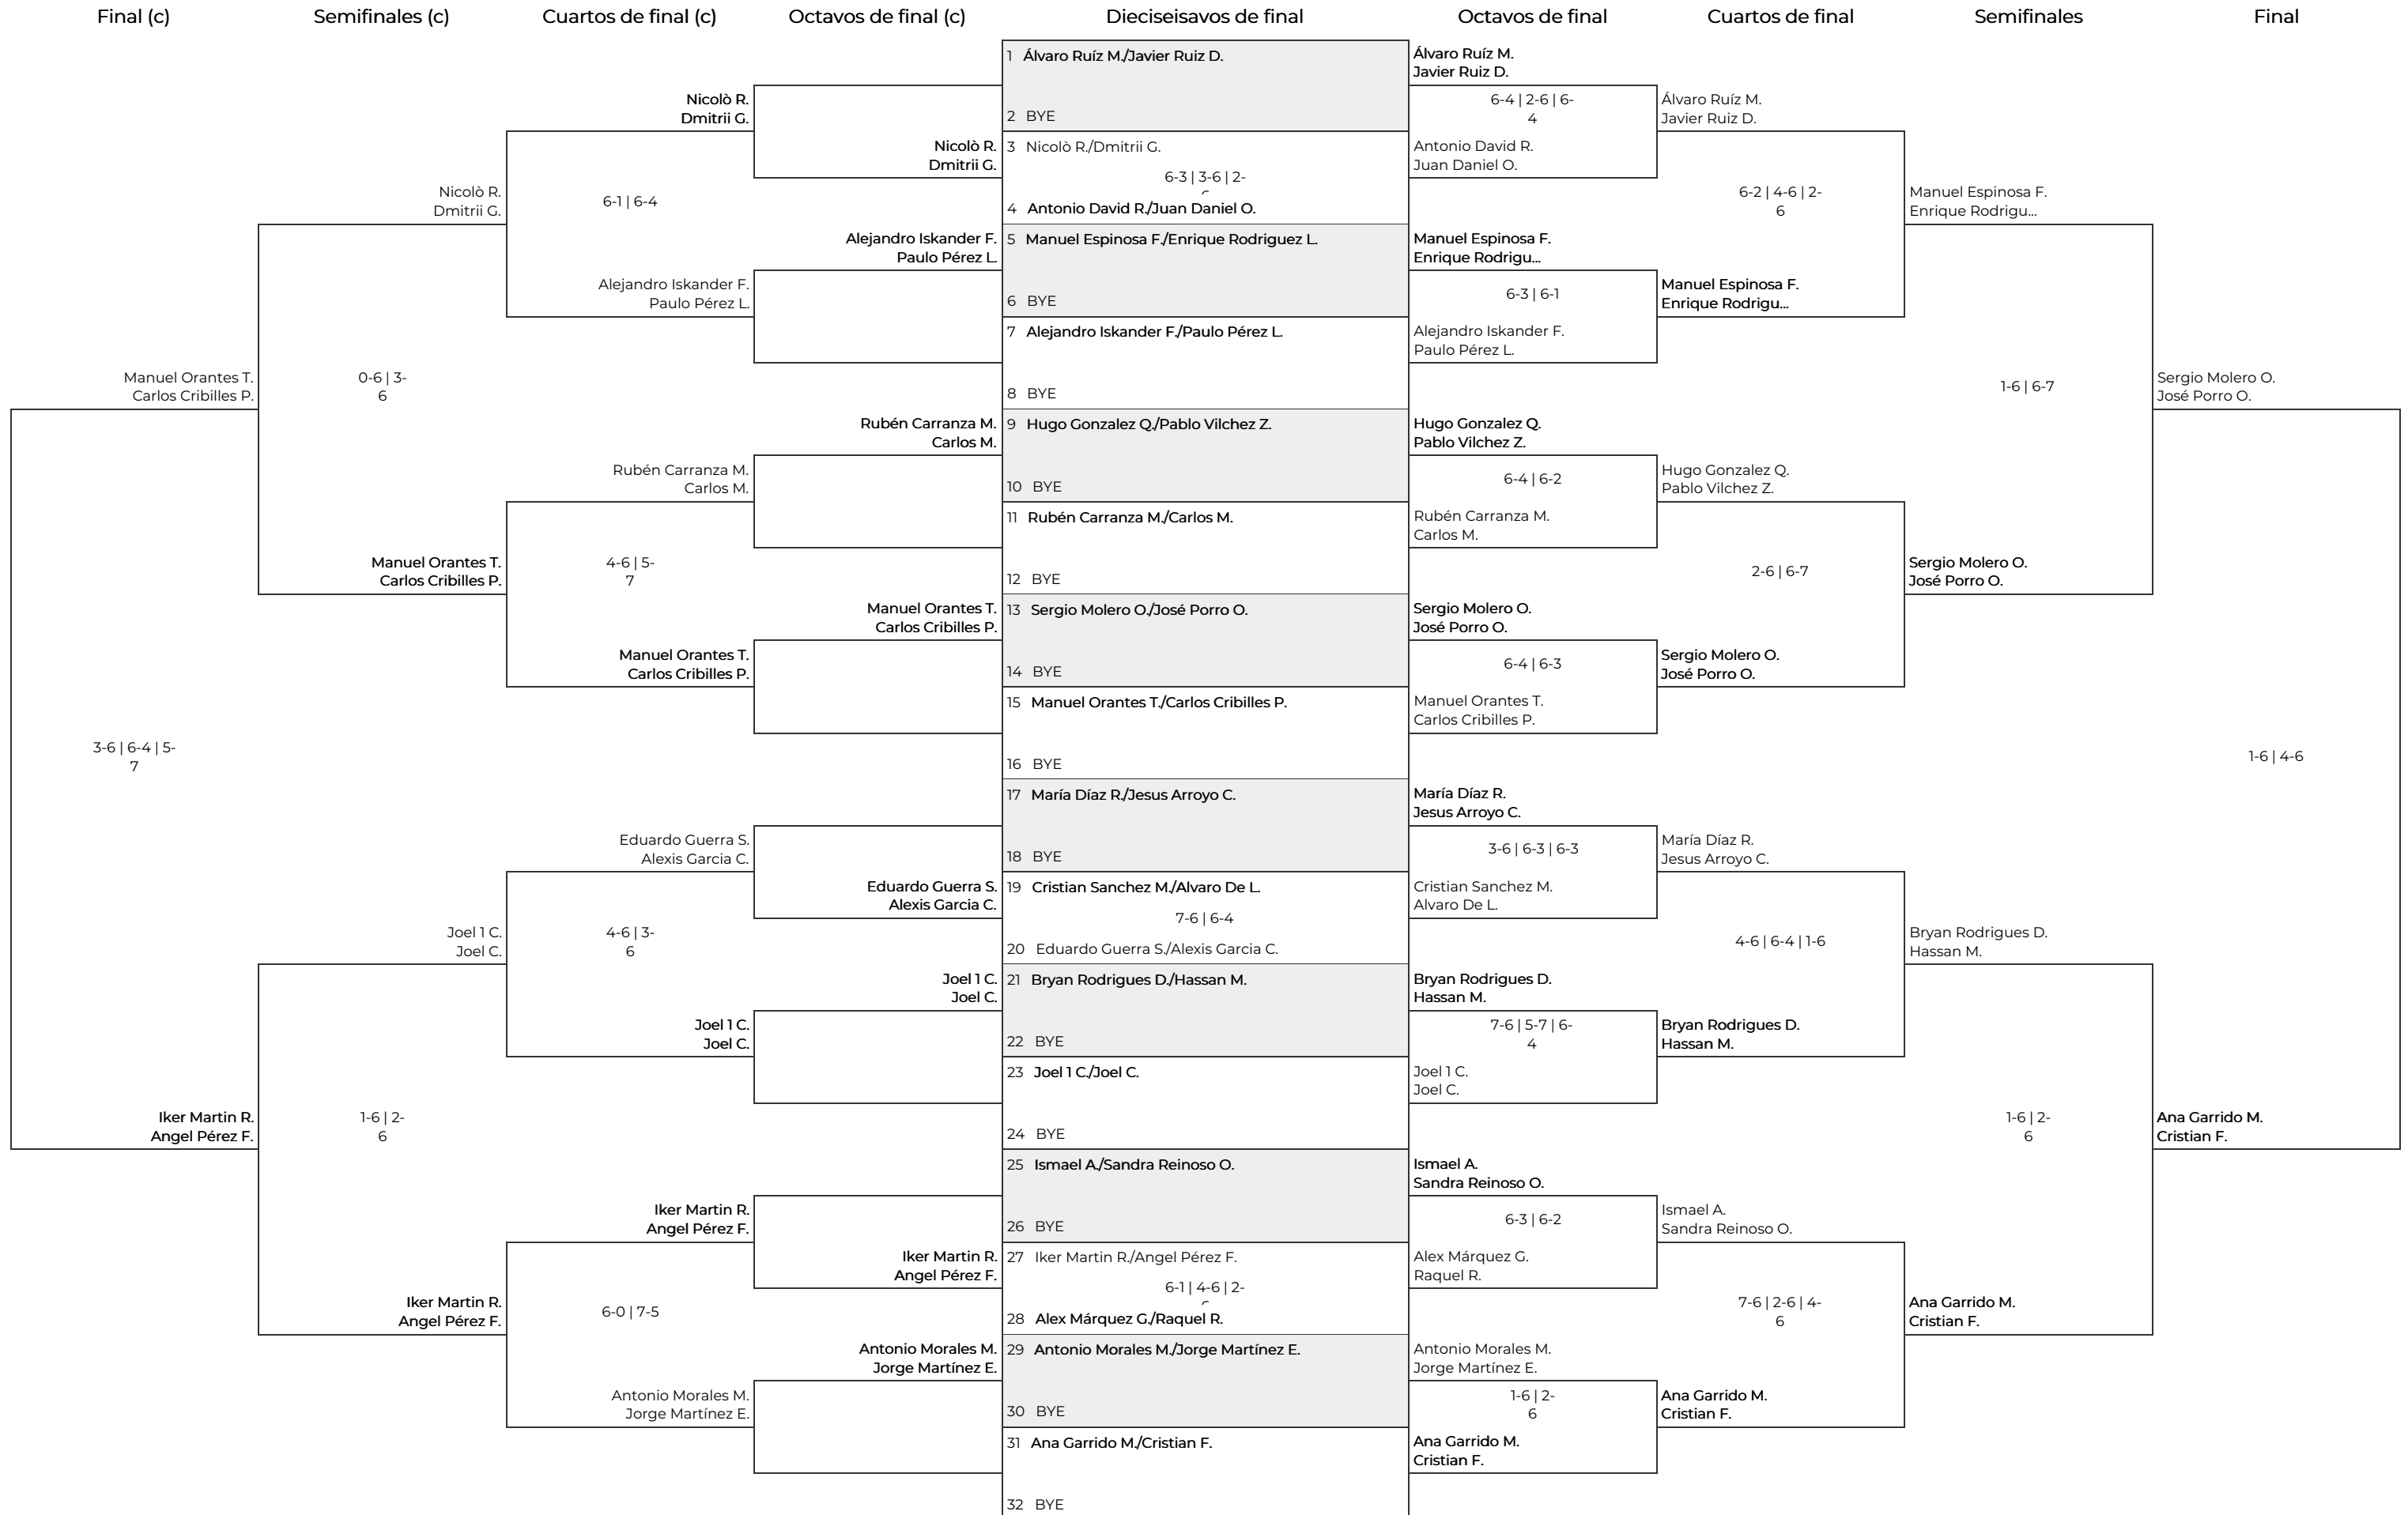 Final (c)
Semifinales (c)
Cuartos de final (c)
Octavos de final (c)
Dieciseisavos de final
Octavos de final
Cuartos de final
Semifinales
Final
Manuel Orantes T.
Carlos Cribilles P.
3-6 | 6-4 | 5-
7
Iker Martin R.
Angel Pérez F.
Nicolò R.
Dmitrii G.
0-6 | 3-
6
Manuel Orantes T.
Carlos Cribilles P.
Joel 1 C.
Joel C.
1-6 | 2-
6
Iker Martin R.
Angel Pérez F.
Nicolò R.
Dmitrii G.
6-1 | 6-4
Alejandro Iskander F.
Paulo Pérez L.
Rubén Carranza M.
Carlos M.
4-6 | 5-
7
Manuel Orantes T.
Carlos Cribilles P.
Eduardo Guerra S.
Alexis Garcia C.
4-6 | 3-
6
Joel 1 C.
Joel C.
Iker Martin R.
Angel Pérez F.
6-0 | 7-5
Antonio Morales M.
Jorge Martínez E.
Nicolò R.
Dmitrii G.
Alejandro Iskander F.
Paulo Pérez L.
Rubén Carranza M.
Carlos M.
Manuel Orantes T.
Carlos Cribilles P.
Eduardo Guerra S.
Alexis Garcia C.
Joel 1 C.
Joel C.
Iker Martin R.
Angel Pérez F.
Antonio Morales M.
Jorge Martínez E.
1 Álvaro Ruíz M./Javier Ruiz D.
2 BYE
3 Nicolò R./Dmitrii G.
6-3 | 3-6 | 2-
4 Antonio David R./Juan Daniel O.
5 Manuel Espinosa F./Enrique Rodriguez L.
6 BYE
7 Alejandro Iskander F./Paulo Pérez L.
8 BYE
9 Hugo Gonzalez Q./Pablo Vilchez Z.
10 BYE
11 Rubén Carranza M./Carlos M.
12 BYE
13 Sergio Molero O./José Porro O.
14 BYE
15 Manuel Orantes T./Carlos Cribilles P.
16 BYE
17 María Díaz R./Jesus Arroyo C.
18 BYE
19 Cristian Sanchez M./Alvaro De L.
7-6 | 6-4
20 Eduardo Guerra S./Alexis Garcia C.
21 Bryan Rodrigues D./Hassan M.
22 BYE
23 Joel 1 C./Joel C.
24 BYE
25 Ismael A./Sandra Reinoso O.
26 BYE
27 Iker Martin R./Angel Pérez F.
6-1 | 4-6 | 2-
28 Alex Márquez G./Raquel R.
29 Antonio Morales M./Jorge Martínez E.
30 BYE
31 Ana Garrido M./Cristian F.
32 BYE
Álvaro Ruíz M.
Javier Ruiz D.
6-4 | 2-6 | 6-
4
Antonio David R.
Juan Daniel O.
Manuel Espinosa F.
Enrique Rodrigu...
6-3 | 6-1
Alejandro Iskander F.
Paulo Pérez L.
Hugo Gonzalez Q.
Pablo Vilchez Z.
6-4 | 6-2
Rubén Carranza M.
Carlos M.
Sergio Molero O.
José Porro O.
6-4 | 6-3
Manuel Orantes T.
Carlos Cribilles P.
María Díaz R.
Jesus Arroyo C.
3-6 | 6-3 | 6-3
Cristian Sanchez M.
Alvaro De L.
Bryan Rodrigues D.
Hassan M.
7-6 | 5-7 | 6-
4
Joel 1 C.
Joel C.
Ismael A.
Sandra Reinoso O.
6-3 | 6-2
Alex Márquez G.
Raquel R.
Antonio Morales M.
Jorge Martínez E.
1-6 | 2-
6
Ana Garrido M.
Cristian F.
Álvaro Ruíz M.
Javier Ruiz D.
6-2 | 4-6 | 2-
6
Manuel Espinosa F.
Enrique Rodrigu...
Hugo Gonzalez Q.
Pablo Vilchez Z.
2-6 | 6-7
Sergio Molero O.
José Porro O.
María Díaz R.
Jesus Arroyo C.
4-6 | 6-4 | 1-6
Bryan Rodrigues D.
Hassan M.
Ismael A.
Sandra Reinoso O.
7-6 | 2-6 | 4-
6
Ana Garrido M.
Cristian F.
Manuel Espinosa F.
Enrique Rodrigu...
1-6 | 6-7
Sergio Molero O.
José Porro O.
Bryan Rodrigues D.
Hassan M.
1-6 | 2-
6
Ana Garrido M.
Cristian F.
Sergio Molero O.
José Porro O.
1-6 | 4-6
Ana Garrido M.
Cristian F.